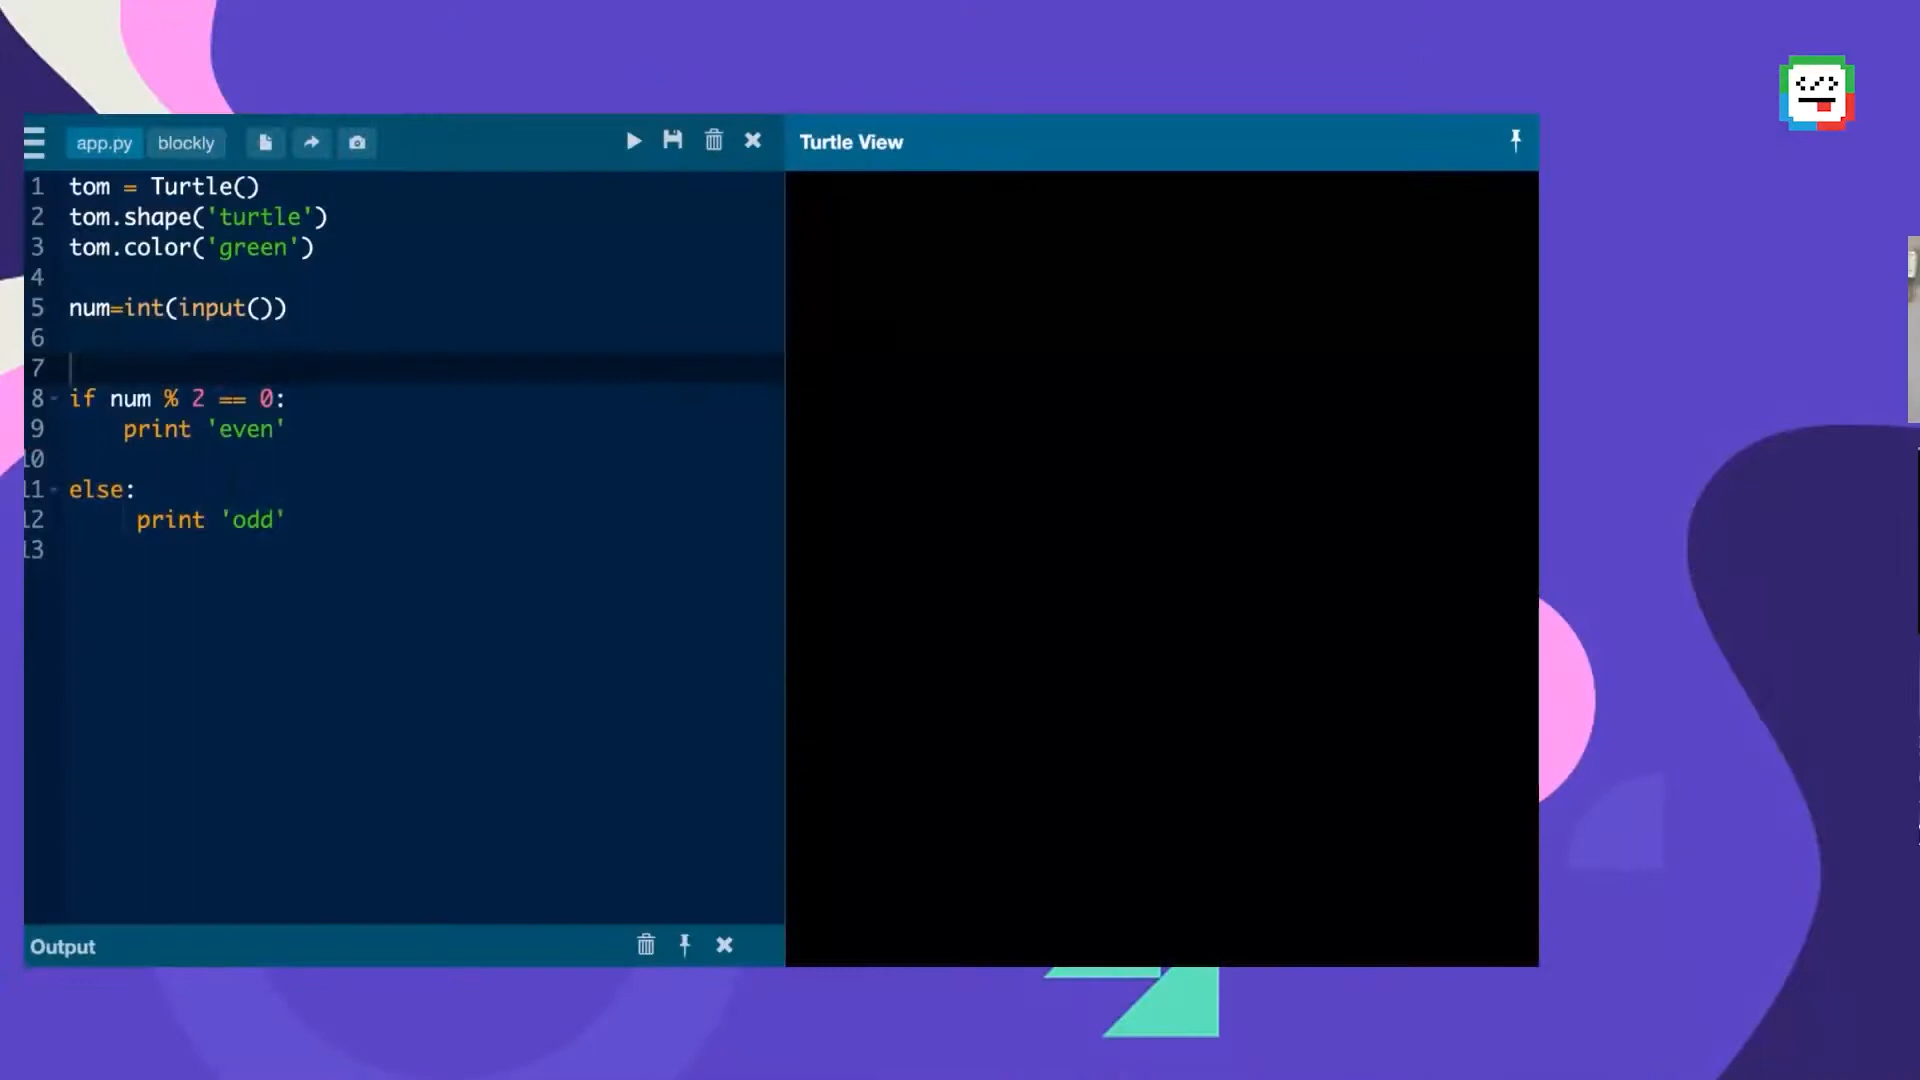 app.py blockly
Turtle View
1 tom = Turtle()
2 tom.shape('turtle')
3 tom.color('green')
4
5 num=int(input())
6
7
8 if num % 2 == 0:
9     print 'even'
10
11 else:
12      print 'odd'
13
Output